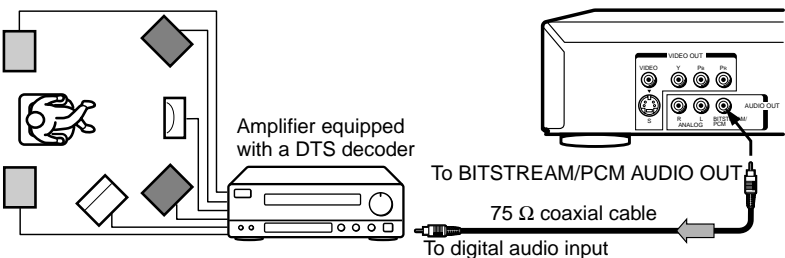 VIDEO OUT
VIDEO Y PB PR
AUDIO OUT
S
R L BITSTREAM/
ANALOG PCM
Amplifier equipped
with a DTS decoder
To BITSTREAM/PCM AUDIO OUT
75 Ω coaxial cable
To digital audio input